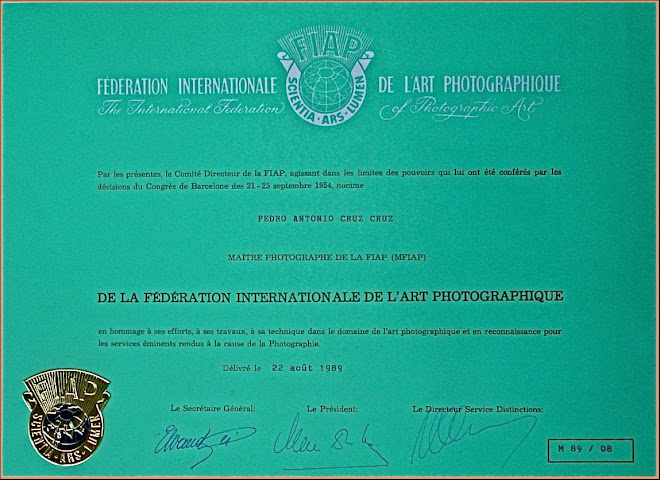 FIAP
SCIENTIA · ARS · LUMEN
FÉDÉRATION INTERNATIONALE DE L'ART PHOTOGRAPHIQUE
The International Federation of Photographic Art
Par les présentes, le Comité Directeur de la FIAP, agissant dans les limites des pouvoirs qui lui ont été conférés par les
décisions du Congrès de Barcelone des 21 - 25 septembre 1954, nomme
PEDRO ANTONIO CRUZ CRUZ
MAÎTRE PHOTOGRAPHE DE LA FIAP (MFIAP)
DE LA FÉDÉRATION INTERNATIONALE DE L'ART PHOTOGRAPHIQUE
en hommage à ses efforts, à ses travaux, à sa technique dans le domaine de l'art photographique et en reconnaissance pour
les services éminents rendus à la cause de la Photographie.
Délivré le 22 août 1989
FIAP
SCIENTIA · ARS · LUMEN
Le Secrétaire Général: Le Président: Le Directeur Service Distinctions:
M 89 / 08